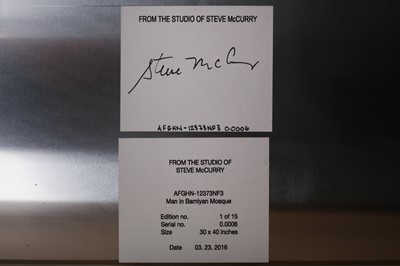 FROM THE STUDIO OF STEVE McCURRY
Steve McCurry
AFGHN-12373NF3 0.0006
FROM THE STUDIO OF
STEVE McCURRY
AFGHN-12373NF3
Man in Bamiyan Mosque
Edition no. 1 of 15
Serial no. 0.0006
Size 30 x 40 inches
Date 03. 23. 2016